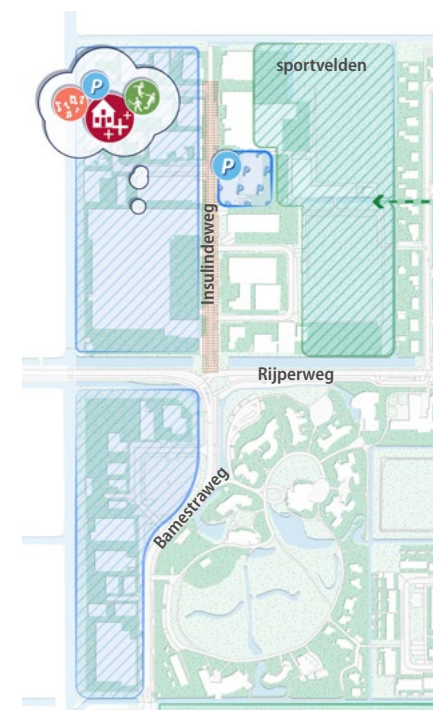 sportvelden
P
P
P P
P P
P
Insulindeweg
Rijperweg
Bamestraweg